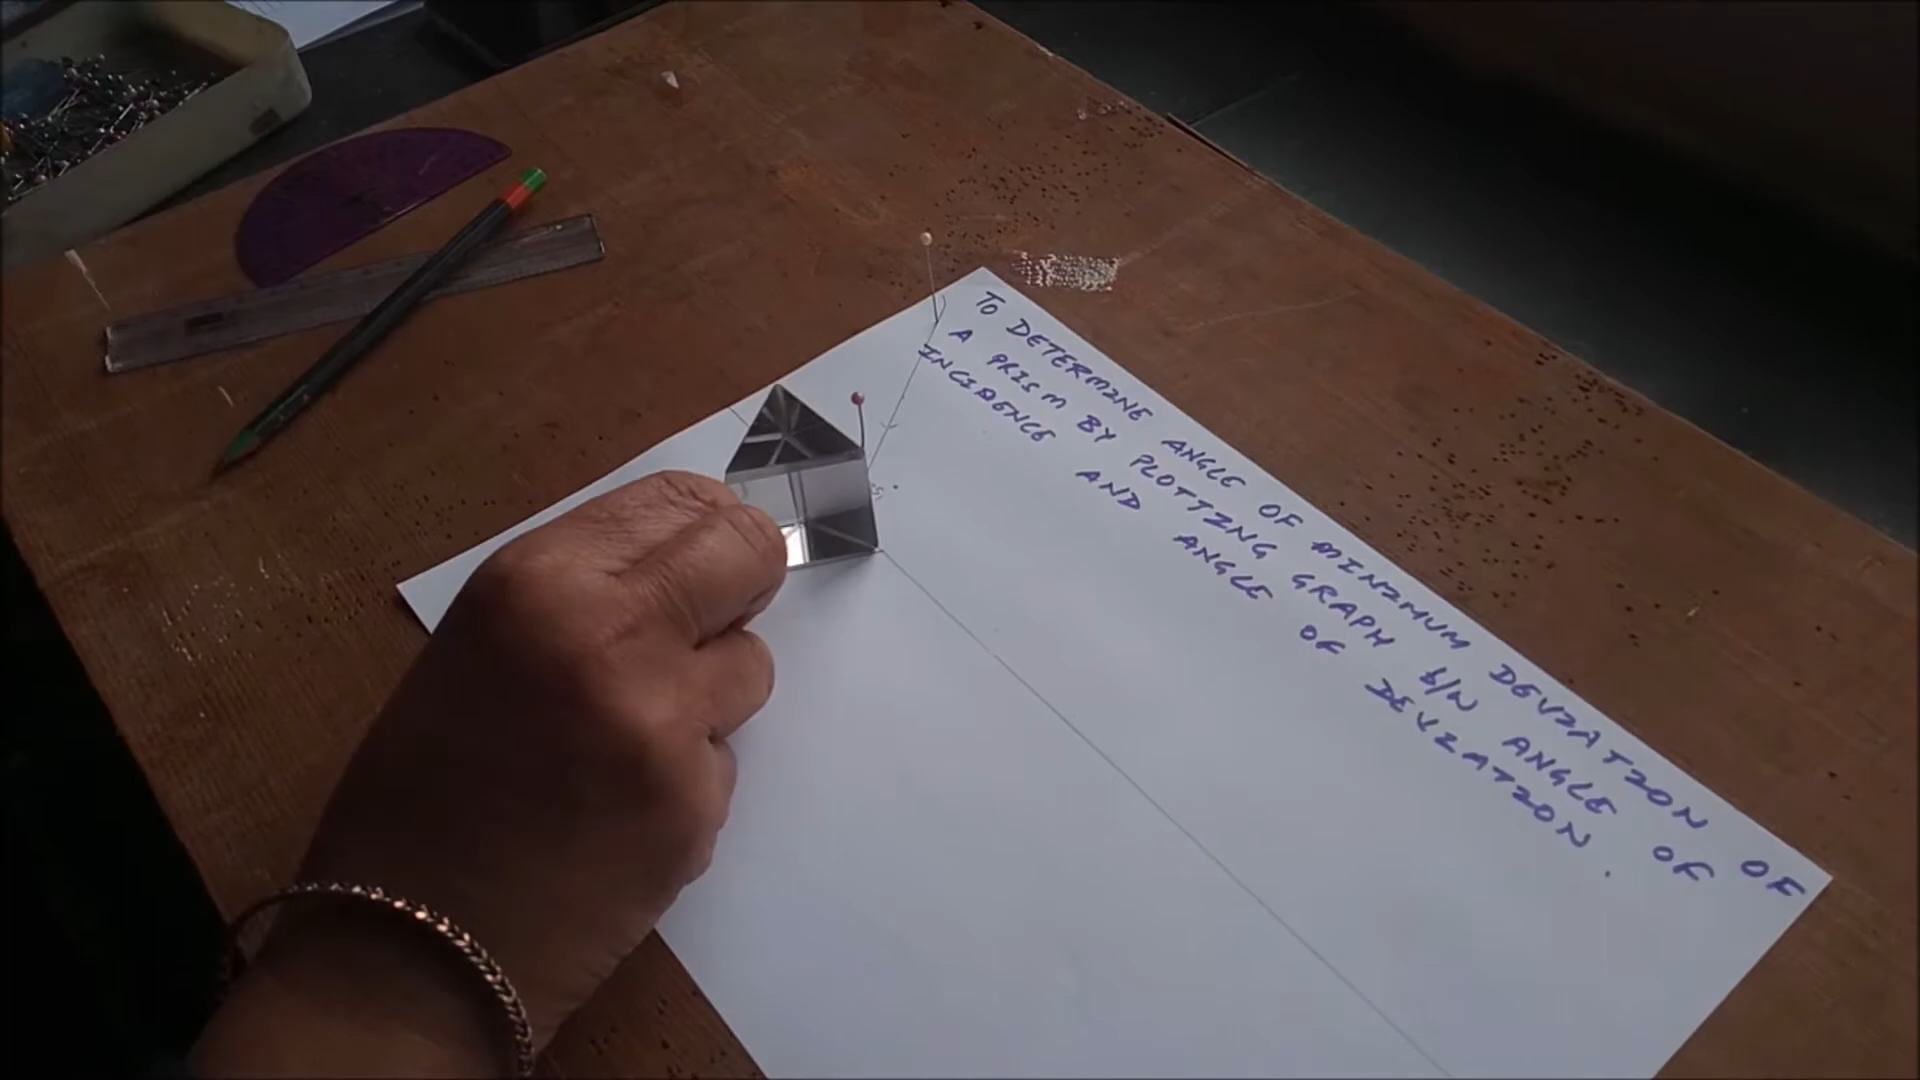 TO DETERMINE ANGLE OF MINIMUM DEVIATION OF
A PRISM BY PLOTTING GRAPH b/w ANGLE OF
INCIDENCE AND ANGLE OF DEVIATION.